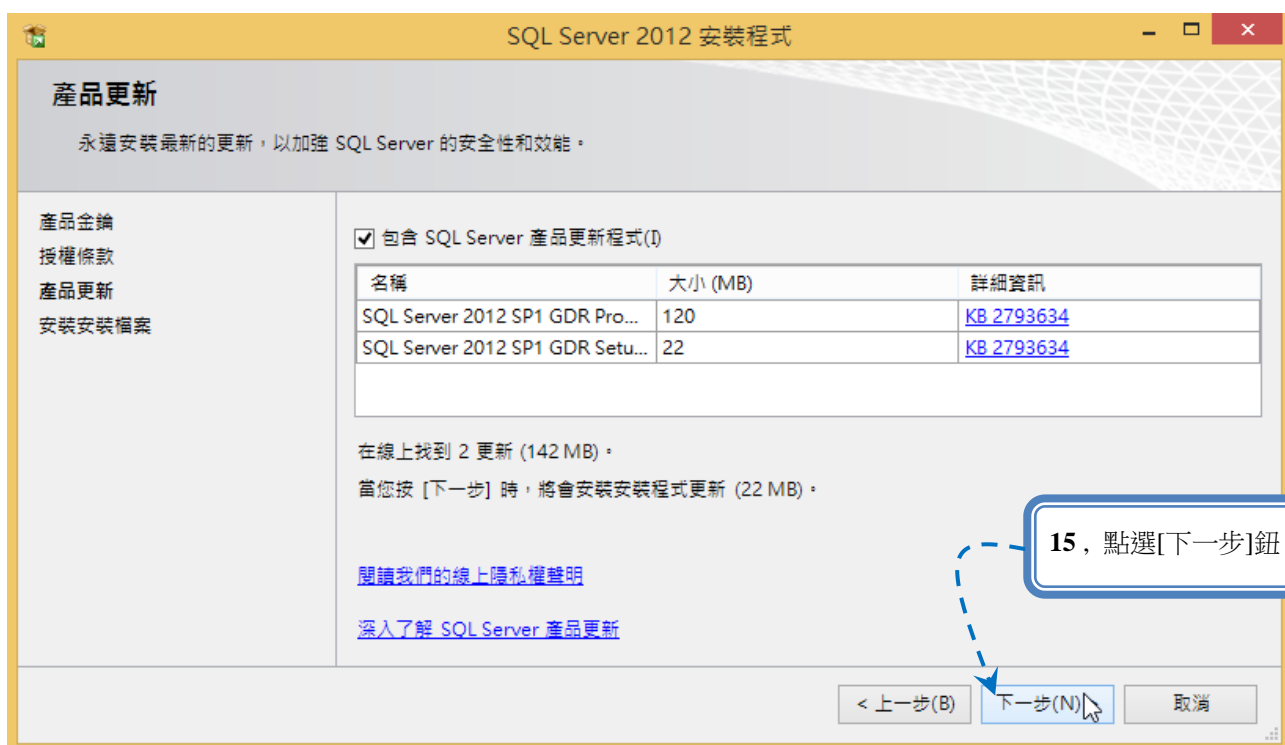 SQL Server 2012 安裝程式
產品更新
永遠安裝最新的更新，以加強 SQL Server 的安全性和效能。
產品金鑰
授權條款
產品更新
安裝安裝檔案
包含 SQL Server 產品更新程式(I)
名稱 大小 (MB) 詳細資訊
SQL Server 2012 SP1 GDR Pro... 120 KB 2793634
SQL Server 2012 SP1 GDR Setu... 22 KB 2793634
在線上找到 2 更新 (142 MB)。
當您按 [下一步] 時，將會安裝安裝程式更新 (22 MB)。
15 , 點選[下一步]鈕
閱讀我們的線上隱私權聲明
深入了解 SQL Server 產品更新
< 上一步(B) 下一步(N) > 取消